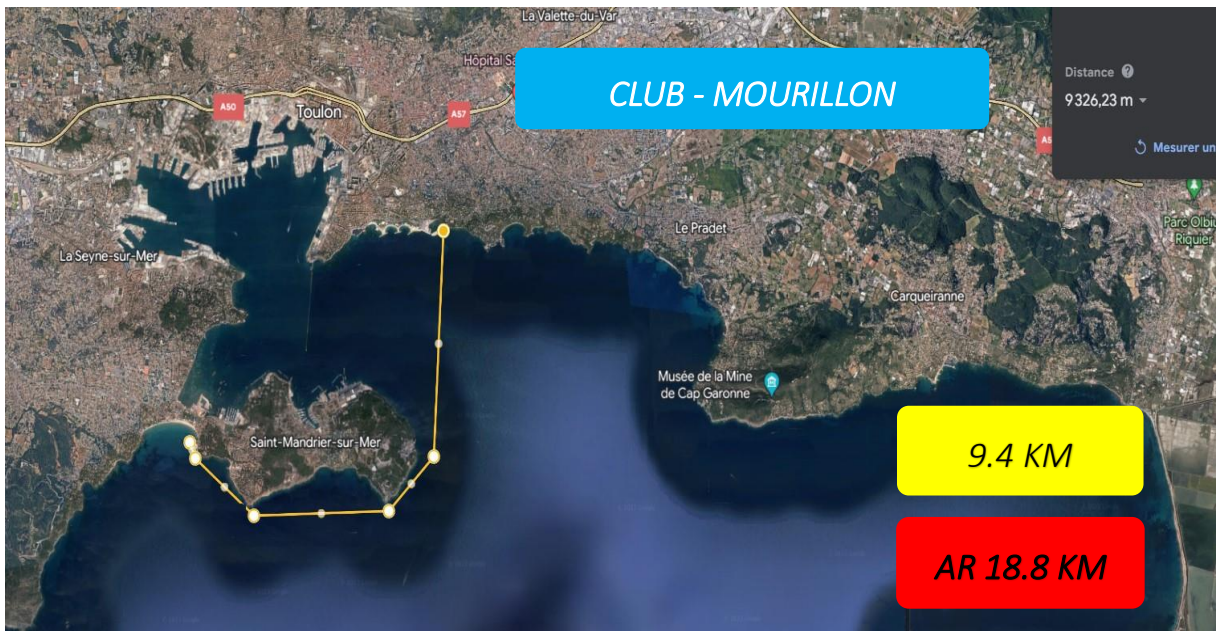 La Valette-du-Var
Hôpital Sa
CLUB - MOURILLON
Distance
9 326,23 m
A50
Toulon
A57
Mesurer un
Parc Olbiu
Riquier
Le Pradet
La Seyne-sur-Mer
Carqueiranne
Musée de la Mine
de Cap Garonne
Saint-Mandrier-sur-Mer
9.4 KM
AR 18.8 KM